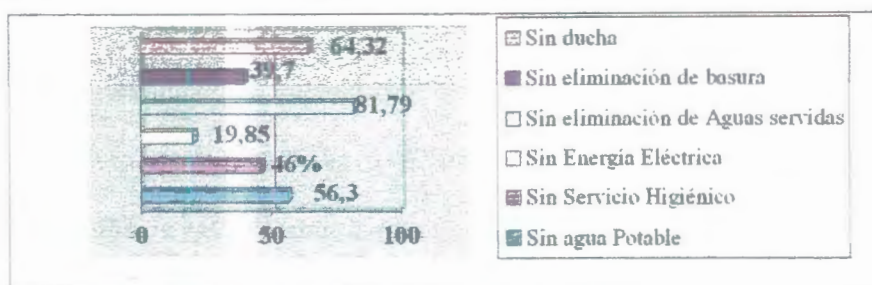 64,32
39,7
81,79
19,85
46%
56,3
0 50 100
Sin ducha
Sin eliminación de basura
Sin eliminación de Aguas servidas
Sin Energía Eléctrica
Sin Servicio Higiénico
Sin agua Potable